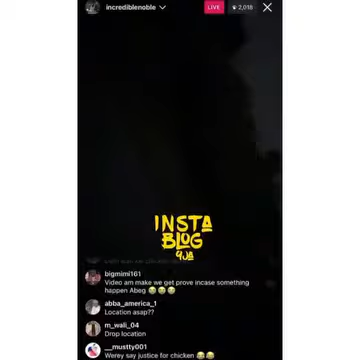 incrediblenoble
LIVE
2,018
INSTA
BLOG
9JA
bigmimi161
Video am make we get prove incase something
happen Abeg 😂😂😂
abba_america_1
Location asap??
m_wali_04
Drop location
__mustty001
Werey say justice for chicken 😂😂